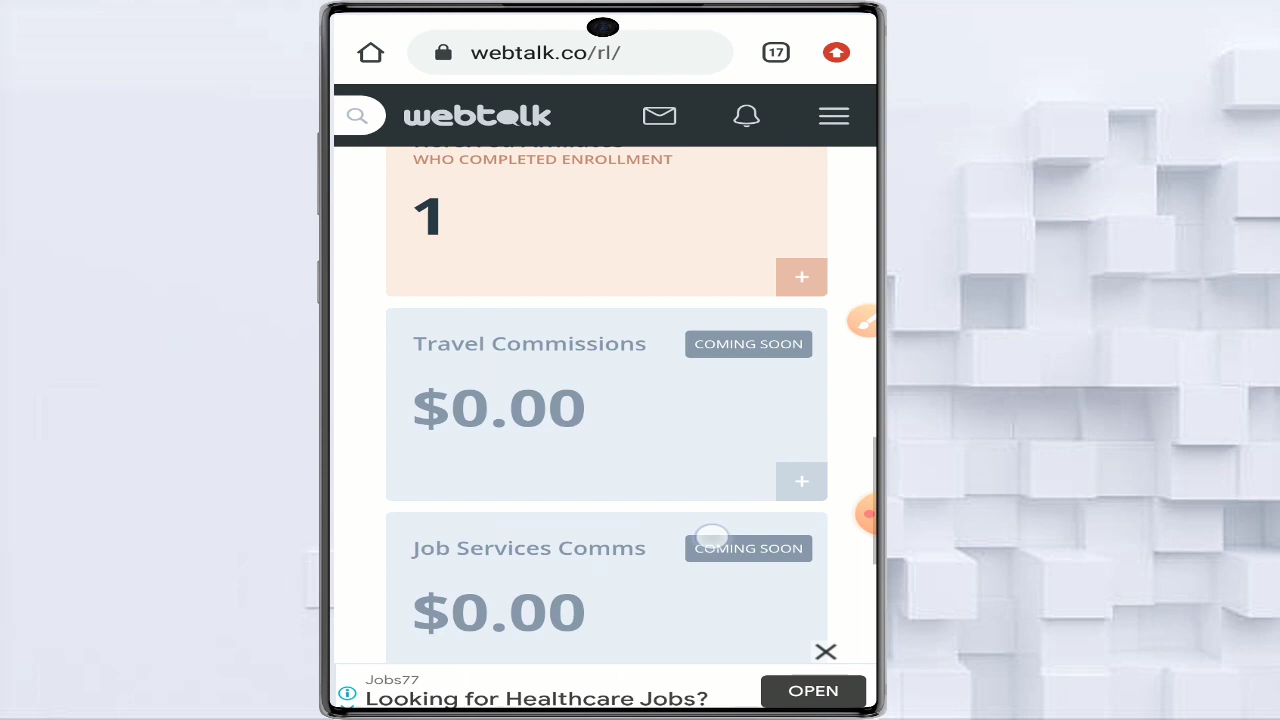 webtalk.co/rl/
17
webtalk
WHO COMPLETED ENROLLMENT
1
+
Travel Commissions
COMING SOON
$0.00
+
Job Services Comms
COMING SOON
$0.00
Jobs77
Looking for Healthcare Jobs?
OPEN